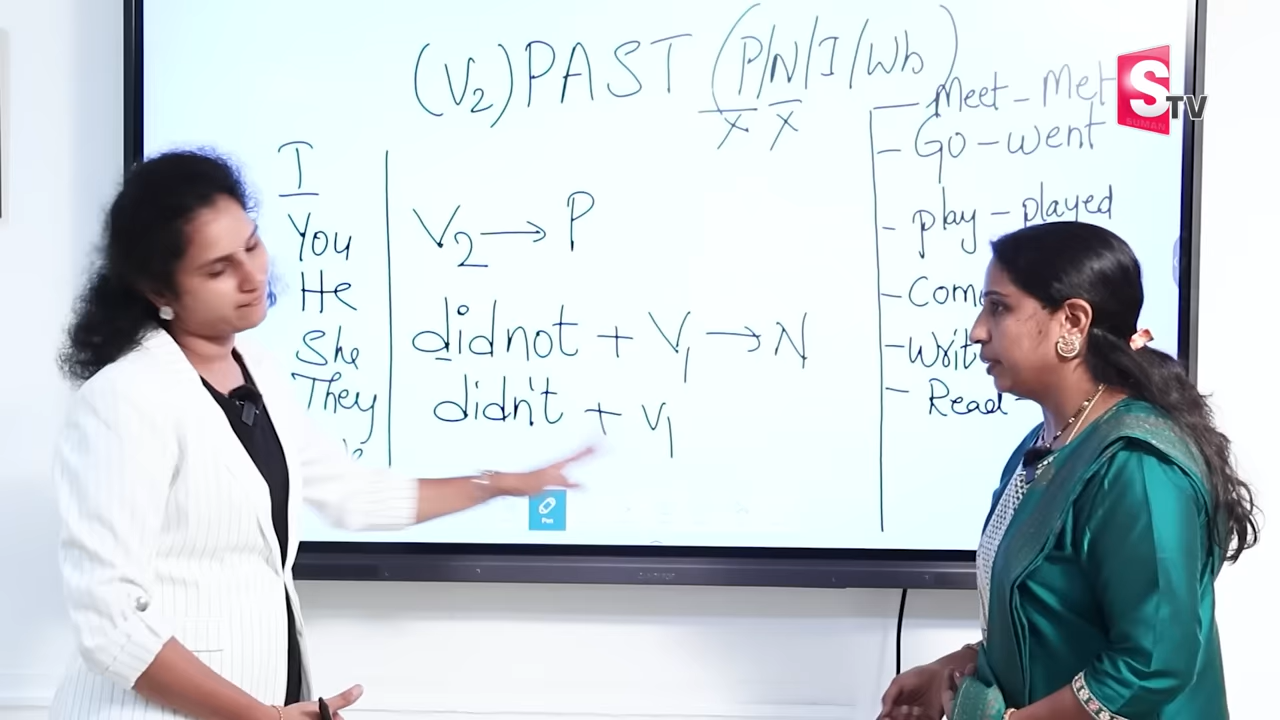 (V2) PAST (P/N/I/Wh)
X X
I
You
He
She
They
V2 → P
didnot + V1 → N
didn't + V1
- Meet - Met
- Go - went
- play - played
- Read -
STV
SUMAN
Pen